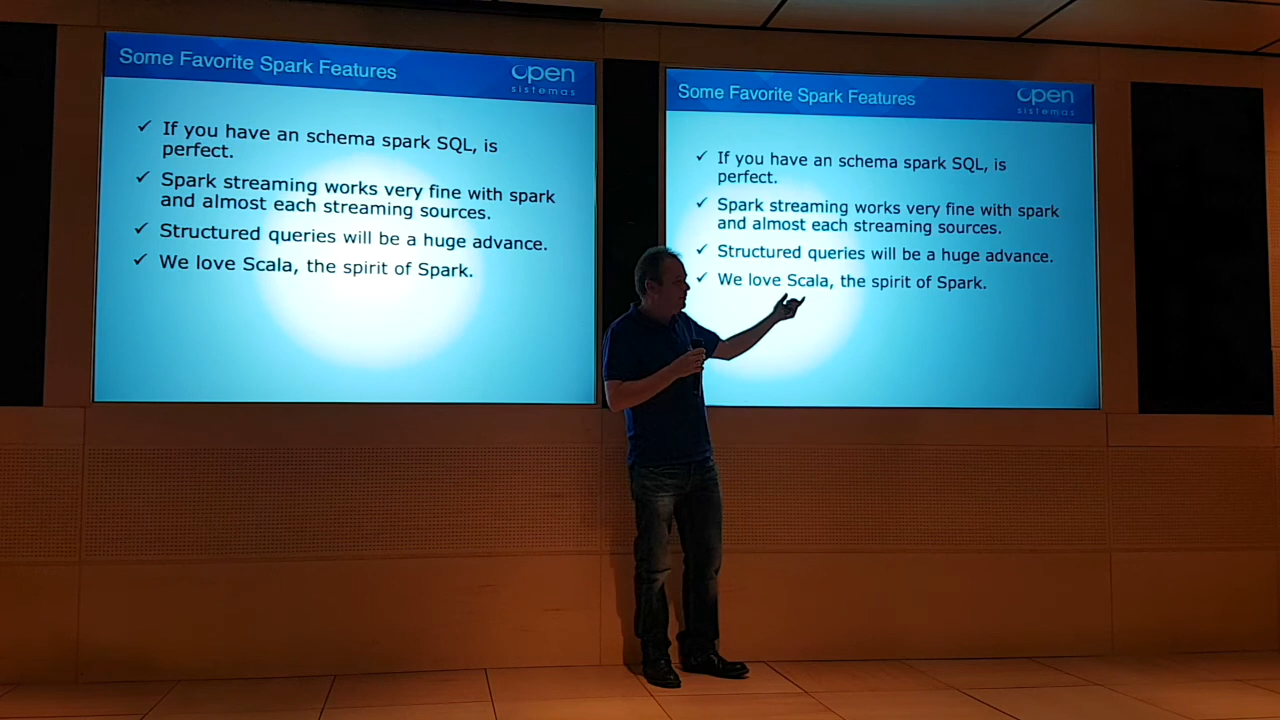 Some Favorite Spark Features
open
sistemas
✓ If you have an schema spark SQL, is
perfect.
✓ Spark streaming works very fine with spark
and almost each streaming sources.
✓ Structured queries will be a huge advance.
✓ We love Scala, the spirit of Spark.
Some Favorite Spark Features
open
sistemas
✓ If you have an schema spark SQL, is
perfect.
✓ Spark streaming works very fine with spark
and almost each streaming sources.
✓ Structured queries will be a huge advance.
✓ We love Scala, the spirit of Spark.